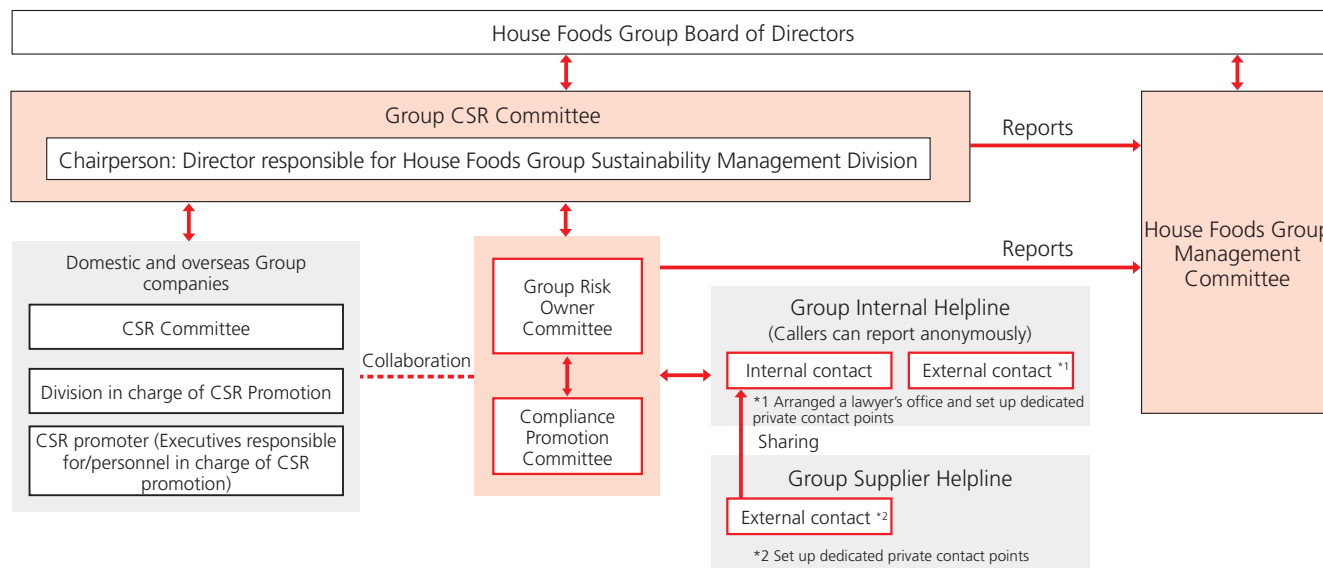 House Foods Group Board of Directors
Group CSR Committee
Chairperson: Director responsible for House Foods Group Sustainability Management Division
Reports
House Foods Group
Management
Committee
Domestic and overseas Group
companies
CSR Committee
Division in charge of CSR Promotion
CSR promoter (Executives responsible
for/personnel in charge of CSR
promotion)
Collaboration
Group Risk
Owner
Committee
Compliance
Promotion
Committee
Reports
Group Internal Helpline
(Callers can report anonymously)
Internal contact
External contact *1
*1 Arranged a lawyer's office and set up dedicated
private contact points
Sharing
Group Supplier Helpline
External contact *2
*2 Set up dedicated private contact points